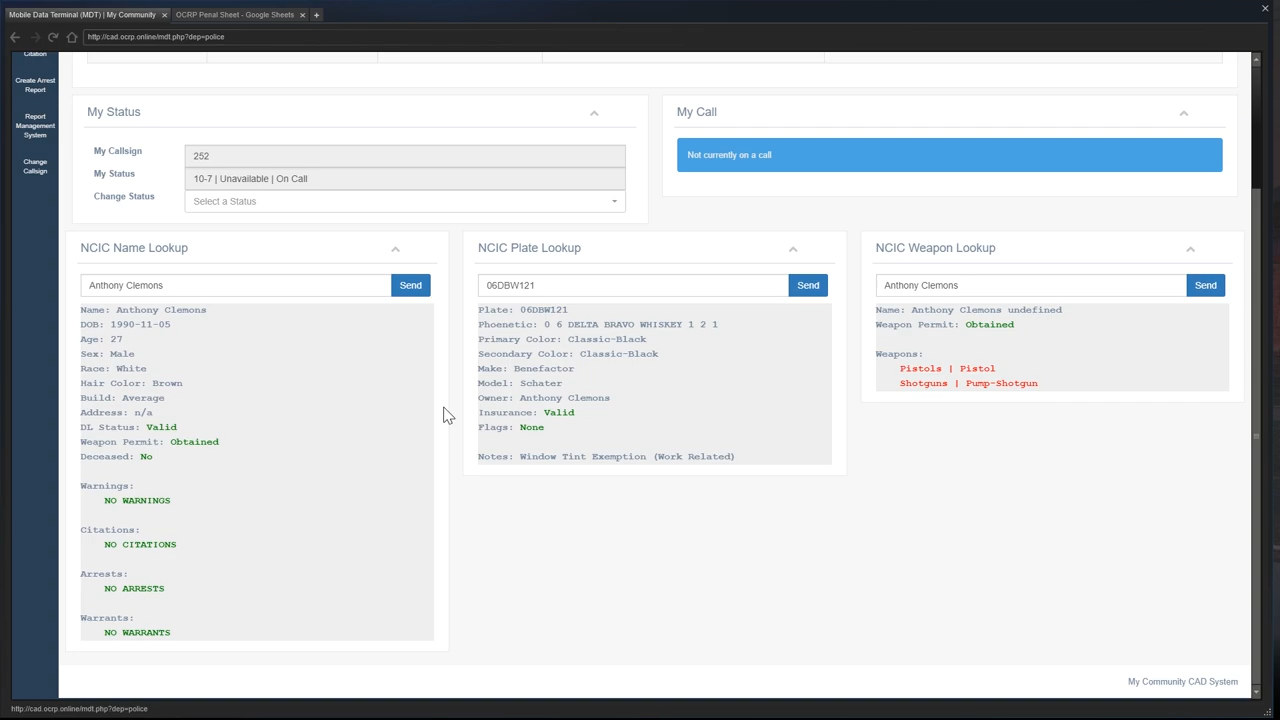 Mobile Data Terminal (MDT) | My Community
OCRP Penal Sheet - Google Sheets
http://cad.ocrp.online/mdt.php?dep=police
Citation
Create Arrest
Report
Report
Management
System
Change
Callsign
My Status
My Callsign
252
My Status
10-7 | Unavailable | On Call
Change Status
Select a Status
My Call
Not currently on a call
NCIC Name Lookup
Anthony Clemons
Send
Name: Anthony Clemons
DOB: 1990-11-05
Age: 27
Sex: Male
Race: White
Hair Color: Brown
Build: Average
Address: n/a
DL Status: Valid
Weapon Permit: Obtained
Deceased: No
Warnings:
NO WARNINGS
Citations:
NO CITATIONS
Arrests:
NO ARRESTS
Warrants:
NO WARRANTS
NCIC Plate Lookup
06DBW121
Send
Plate: 06DBW121
Phoenetic: 0 6 DELTA BRAVO WHISKEY 1 2 1
Primary Color: Classic-Black
Secondary Color: Classic-Black
Make: Benefactor
Model: Schater
Owner: Anthony Clemons
Insurance: Valid
Flags: None
Notes: Window Tint Exemption (Work Related)
NCIC Weapon Lookup
Anthony Clemons
Send
Name: Anthony Clemons undefined
Weapon Permit: Obtained
Weapons:
Pistols | Pistol
Shotguns | Pump-Shotgun
My Community CAD System
http://cad.ocrp.online/mdt.php?dep=police